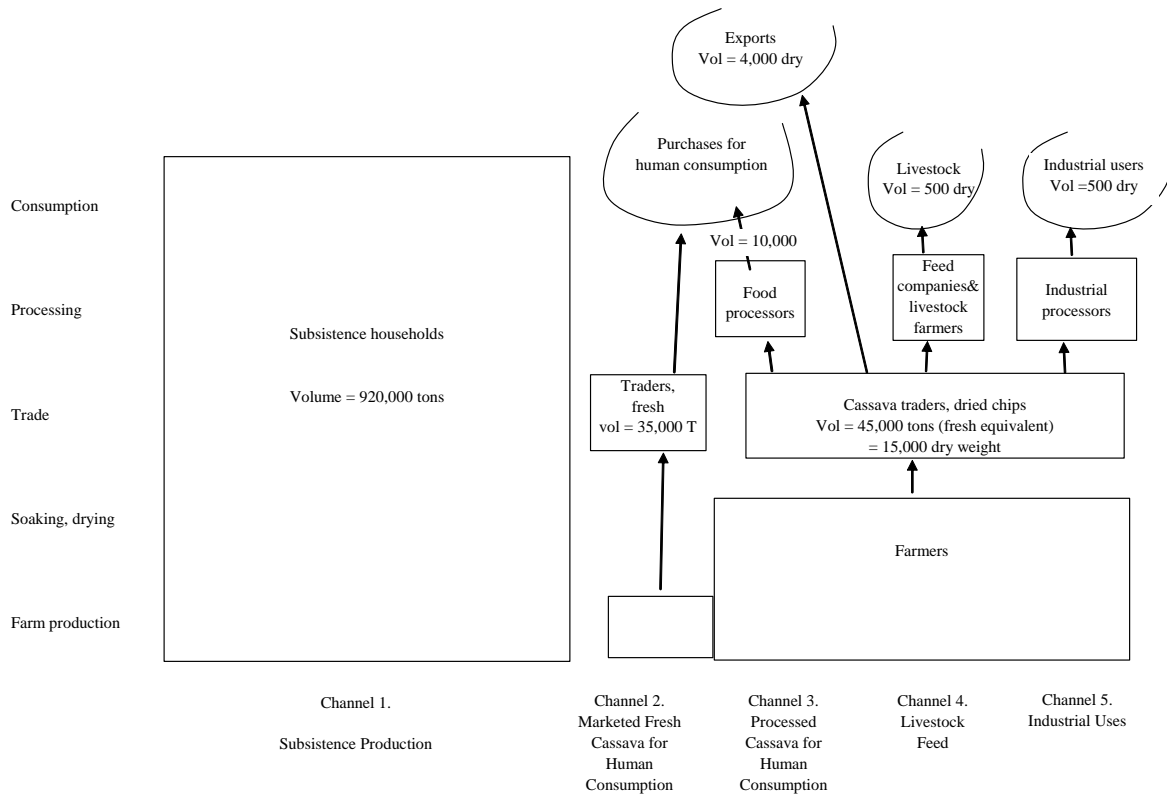 Exports
Vol = 4,000 dry
Purchases for
human consumption
Livestock
Vol = 500 dry
Industrial users
Vol =500 dry
Consumption
Vol = 10,000
Processing
Food
processors
Feed
companies&
livestock
farmers
Industrial
processors
Subsistence households
Volume = 920,000 tons
Trade
Traders,
fresh
vol = 35,000 T
Cassava traders, dried chips
Vol = 45,000 tons (fresh equivalent)
= 15,000 dry weight
Soaking, drying
Farmers
Farm production
Channel 1.
Subsistence Production
Channel 2.
Marketed Fresh
Cassava for
Human
Consumption
Channel 3.
Processed
Cassava for
Human
Consumption
Channel 4.
Livestock
Feed
Channel 5.
Industrial Uses